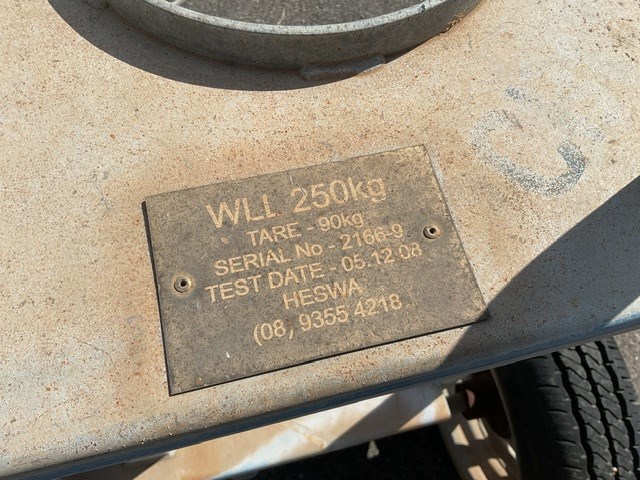 WLL 250kg
TARE - 90kg
SERIAL No - 2166-9
TEST DATE - 05.12.08
HESWA
(08) 9355 4218